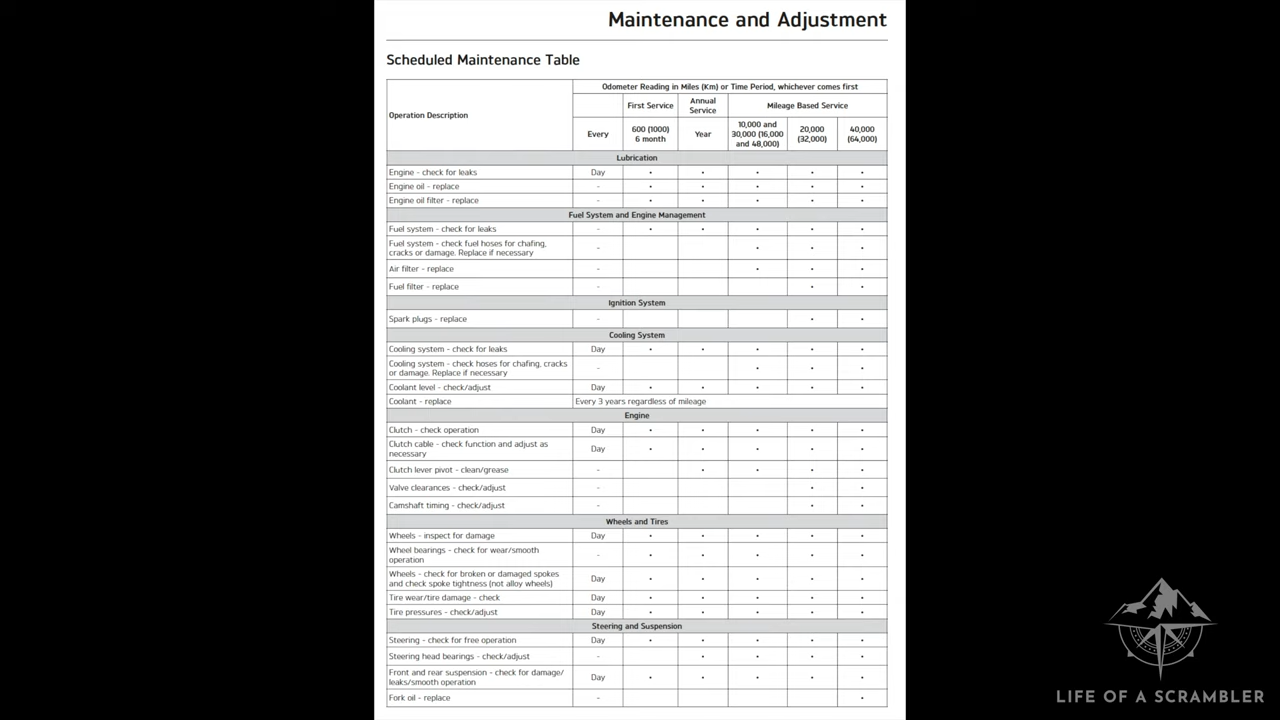 Maintenance and Adjustment
Scheduled Maintenance Table
Operation Description
Odometer Reading in Miles (Km) or Time Period, whichever comes first
First Service
Annual
Service
Mileage Based Service
Every
600 (1000)
6 month
Year
10,000 and
30,000 (16,000
and 48,000)
20,000
(32,000)
40,000
(64,000)
Lubrication
Engine - check for leaks Day • • • • •
Engine oil - replace - • • • • •
Engine oil filter - replace - • • • • •
Fuel System and Engine Management
Fuel system - check for leaks - • • • • •
Fuel system - check fuel hoses for chafing,
cracks or damage. Replace if necessary - • • •
Air filter - replace - • • •
Fuel filter - replace - • •
Ignition System
Spark plugs - replace - • •
Cooling System
Cooling system - check for leaks Day • • • • •
Cooling system - check hoses for chafing, cracks
or damage. Replace if necessary - • • •
Coolant level - check/adjust Day • • • • •
Coolant - replace Every 3 years regardless of mileage
Engine
Clutch - check operation Day • • • • •
Clutch cable - check function and adjust as
necessary Day • • • • •
Clutch lever pivot - clean/grease - • • • •
Valve clearances - check/adjust - • •
Camshaft timing - check/adjust - • •
Wheels and Tires
Wheels - inspect for damage Day • • • • •
Wheel bearings - check for wear/smooth
operation - • • • • •
Wheels - check for broken or damaged spokes
and check spoke tightness (not alloy wheels) Day • • • • •
Tire wear/tire damage - check Day • • • • •
Tire pressures - check/adjust Day • • • • •
Steering and Suspension
Steering - check for free operation Day • • • • •
Steering head bearings - check/adjust - • • • •
Front and rear suspension - check for damage/
leaks/smooth operation Day • • • • •
Fork oil - replace - •
LIFE OF A SCRAMBLER